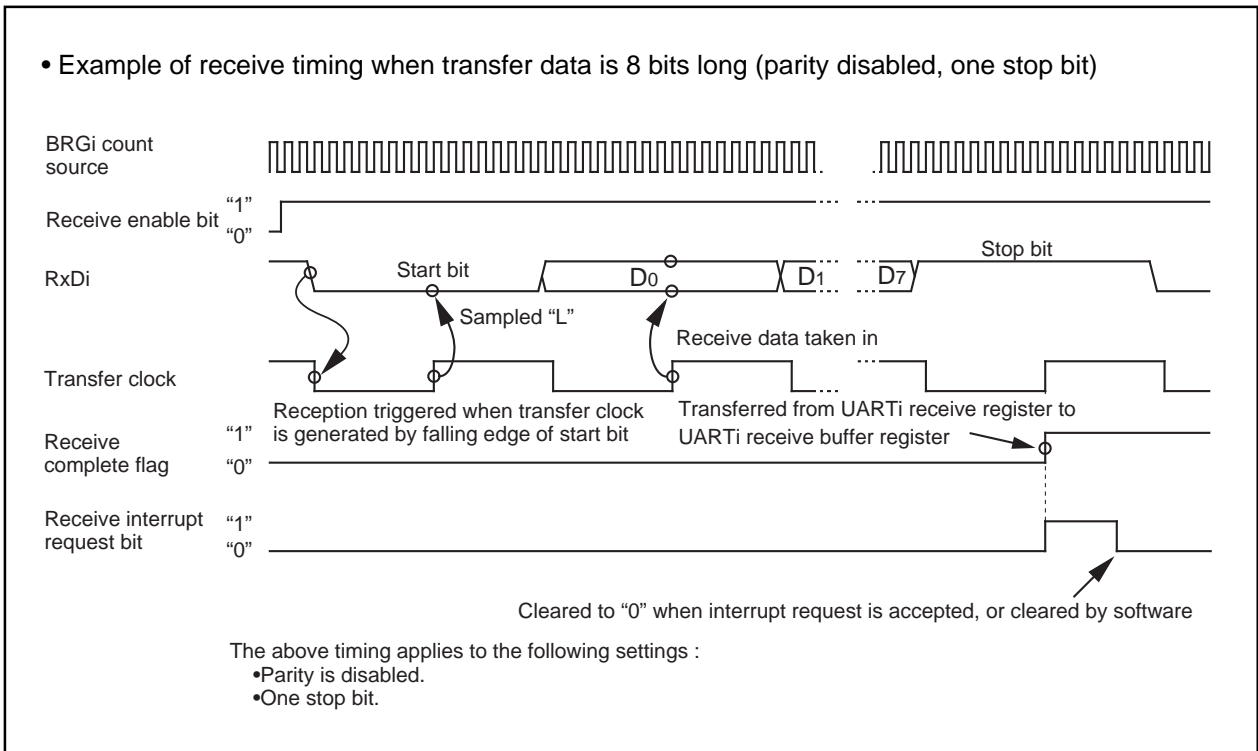 • Example of receive timing when transfer data is 8 bits long (parity disabled, one stop bit)
BRGi count
source
Receive enable bit
“1”
“0”
RxDi
Start bit
D0
D1
D7
Stop bit
Sampled “L”
Receive data taken in
Transfer clock
Reception triggered when transfer clock
is generated by falling edge of start bit
Transferred from UARTi receive register to
UARTi receive buffer register
Receive
complete flag
“1”
“0”
Receive interrupt
request bit
“1”
“0”
Cleared to “0” when interrupt request is accepted, or cleared by software
The above timing applies to the following settings :
•Parity is disabled.
•One stop bit.